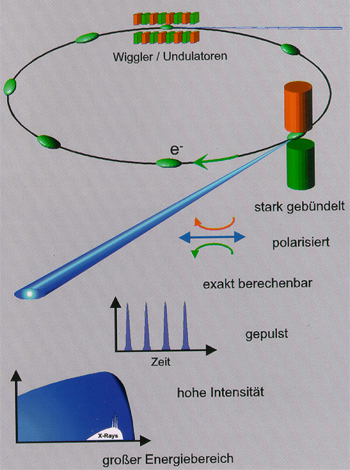 Wiggler / Undulatoren
e-
stark gebündelt
polarisiert
exakt berechenbar
gepulst
Zeit
hohe Intensität
X-Rays
großer Energiebereich